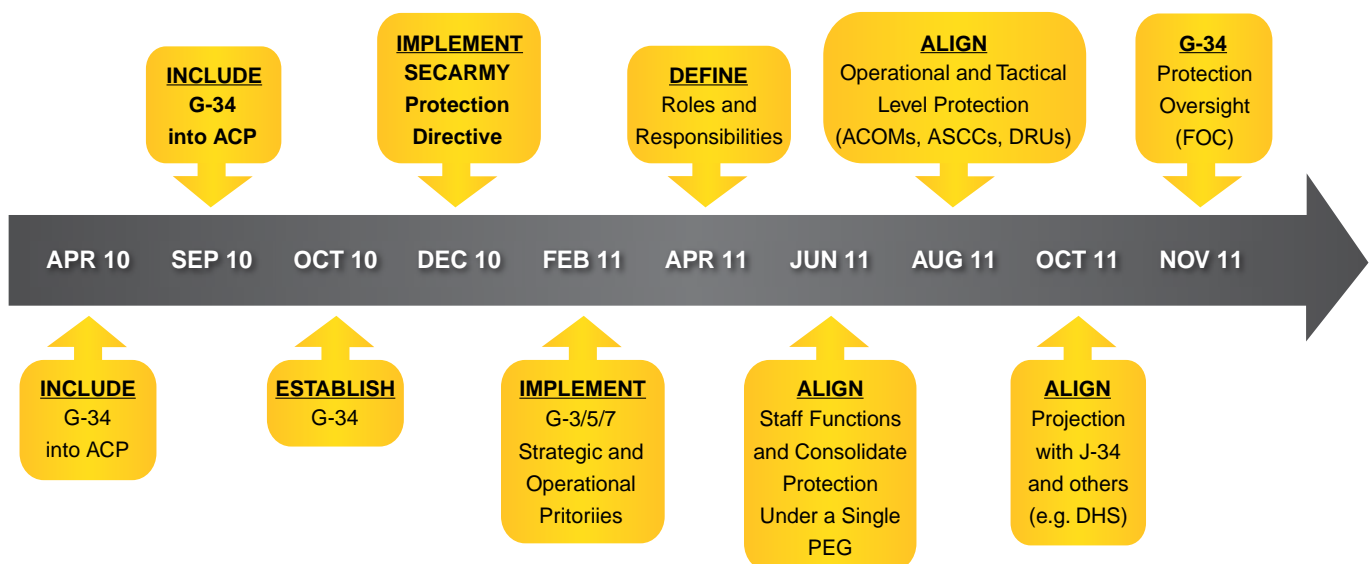 INCLUDE
G-34
into ACP
IMPLEMENT
SECARMY
Protection
Directive
DEFINE
Roles and
Responsibilities
ALIGN
Operational and Tactical
Level Protection
(ACOMs, ASCCs, DRUs)
G-34
Protection
Oversight
(FOC)
APR 10 SEP 10 OCT 10 DEC 10 FEB 11 APR 11 JUN 11 AUG 11 OCT 11 NOV 11
INCLUDE
G-34
into ACP
ESTABLISH
G-34
IMPLEMENT
G-3/5/7
Strategic and
Operational
Pritoriies
ALIGN
Staff Functions
and Consolidate
Protection
Under a Single
PEG
ALIGN
Projection
with J-34
and others
(e.g. DHS)